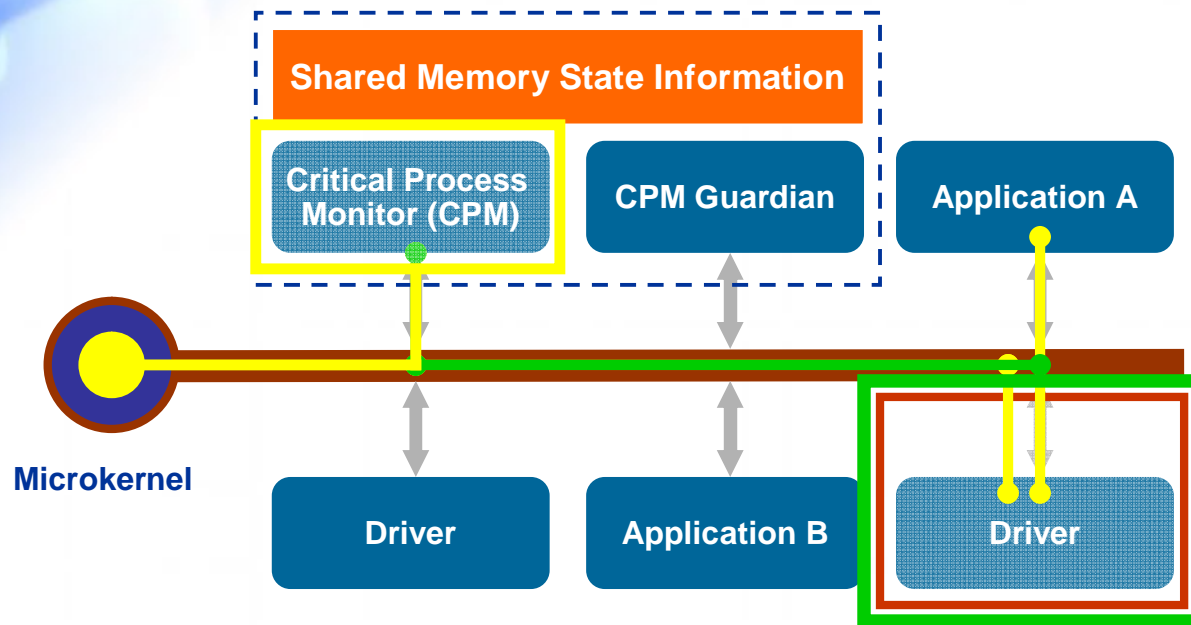 Shared Memory State Information
Critical Process
Monitor (CPM)
CPM Guardian
Application A
Microkernel
Driver
Application B
Driver